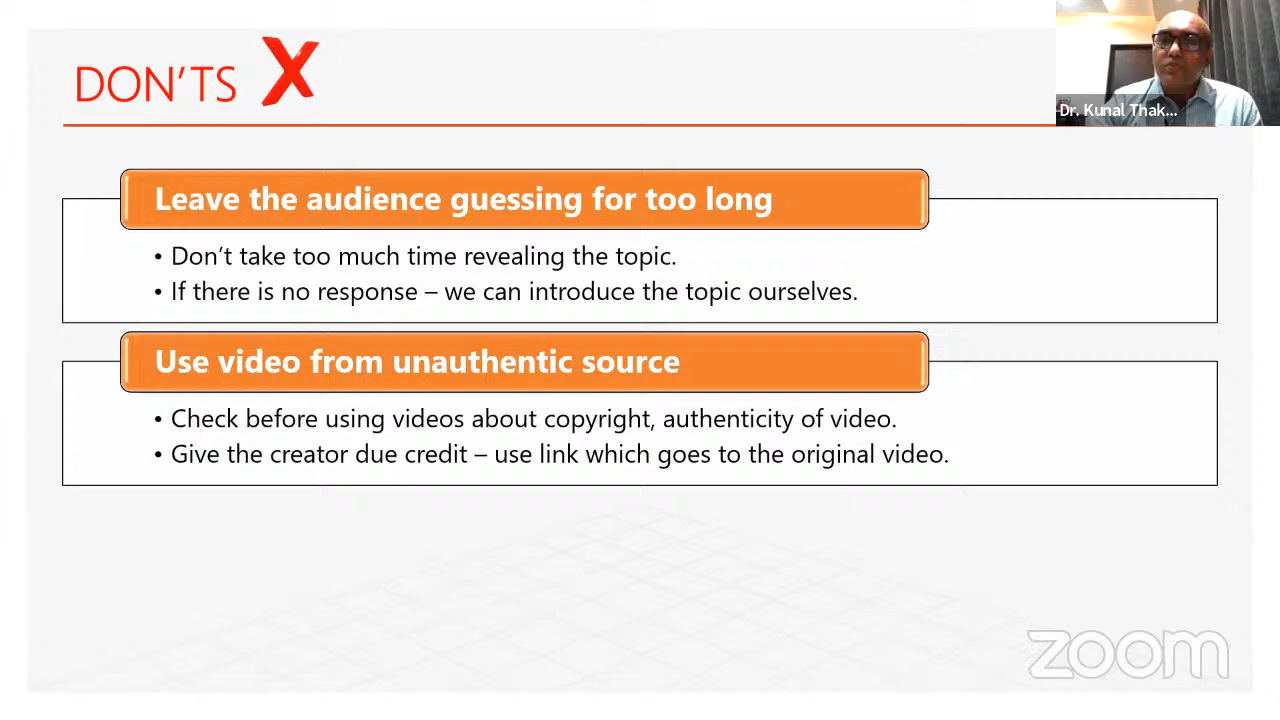 DON'TS X
Dr. Kunal Thak...
Leave the audience guessing for too long
• Don't take too much time revealing the topic.
• If there is no response – we can introduce the topic ourselves.
Use video from unauthentic source
• Check before using videos about copyright, authenticity of video.
• Give the creator due credit – use link which goes to the original video.
zoom